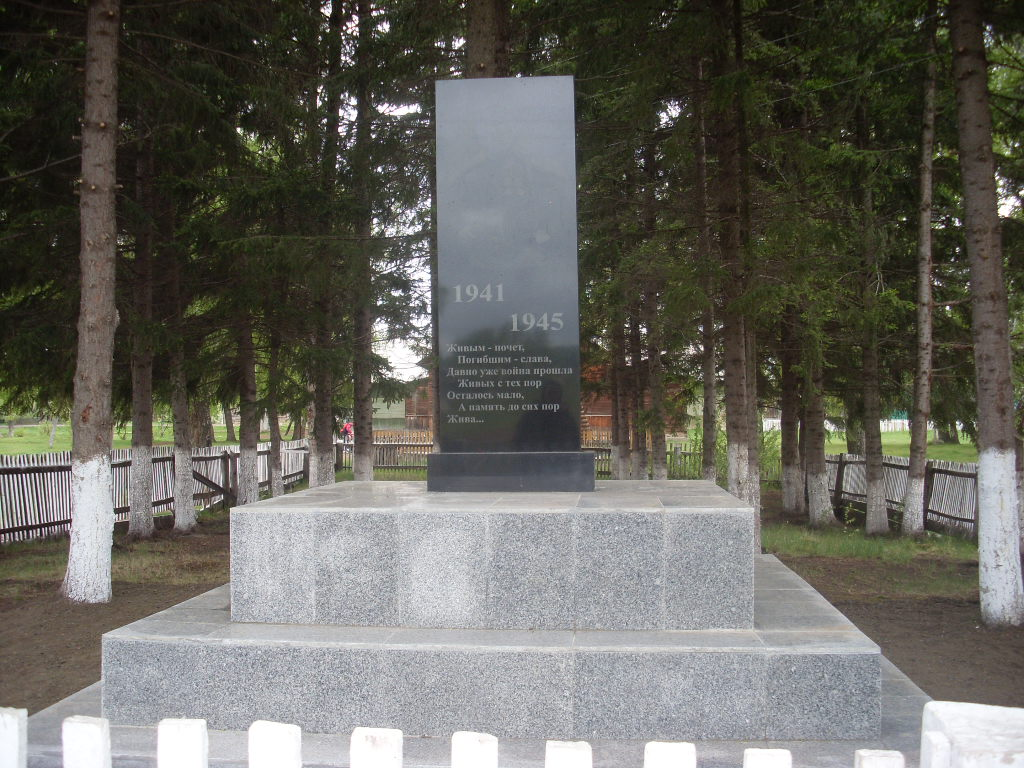 1941
1945
Живым - почет,
Погибшим - слава,
Давно уже война прошла
Живых с тех пор
Осталось мало,
А память до сих пор
Жива...